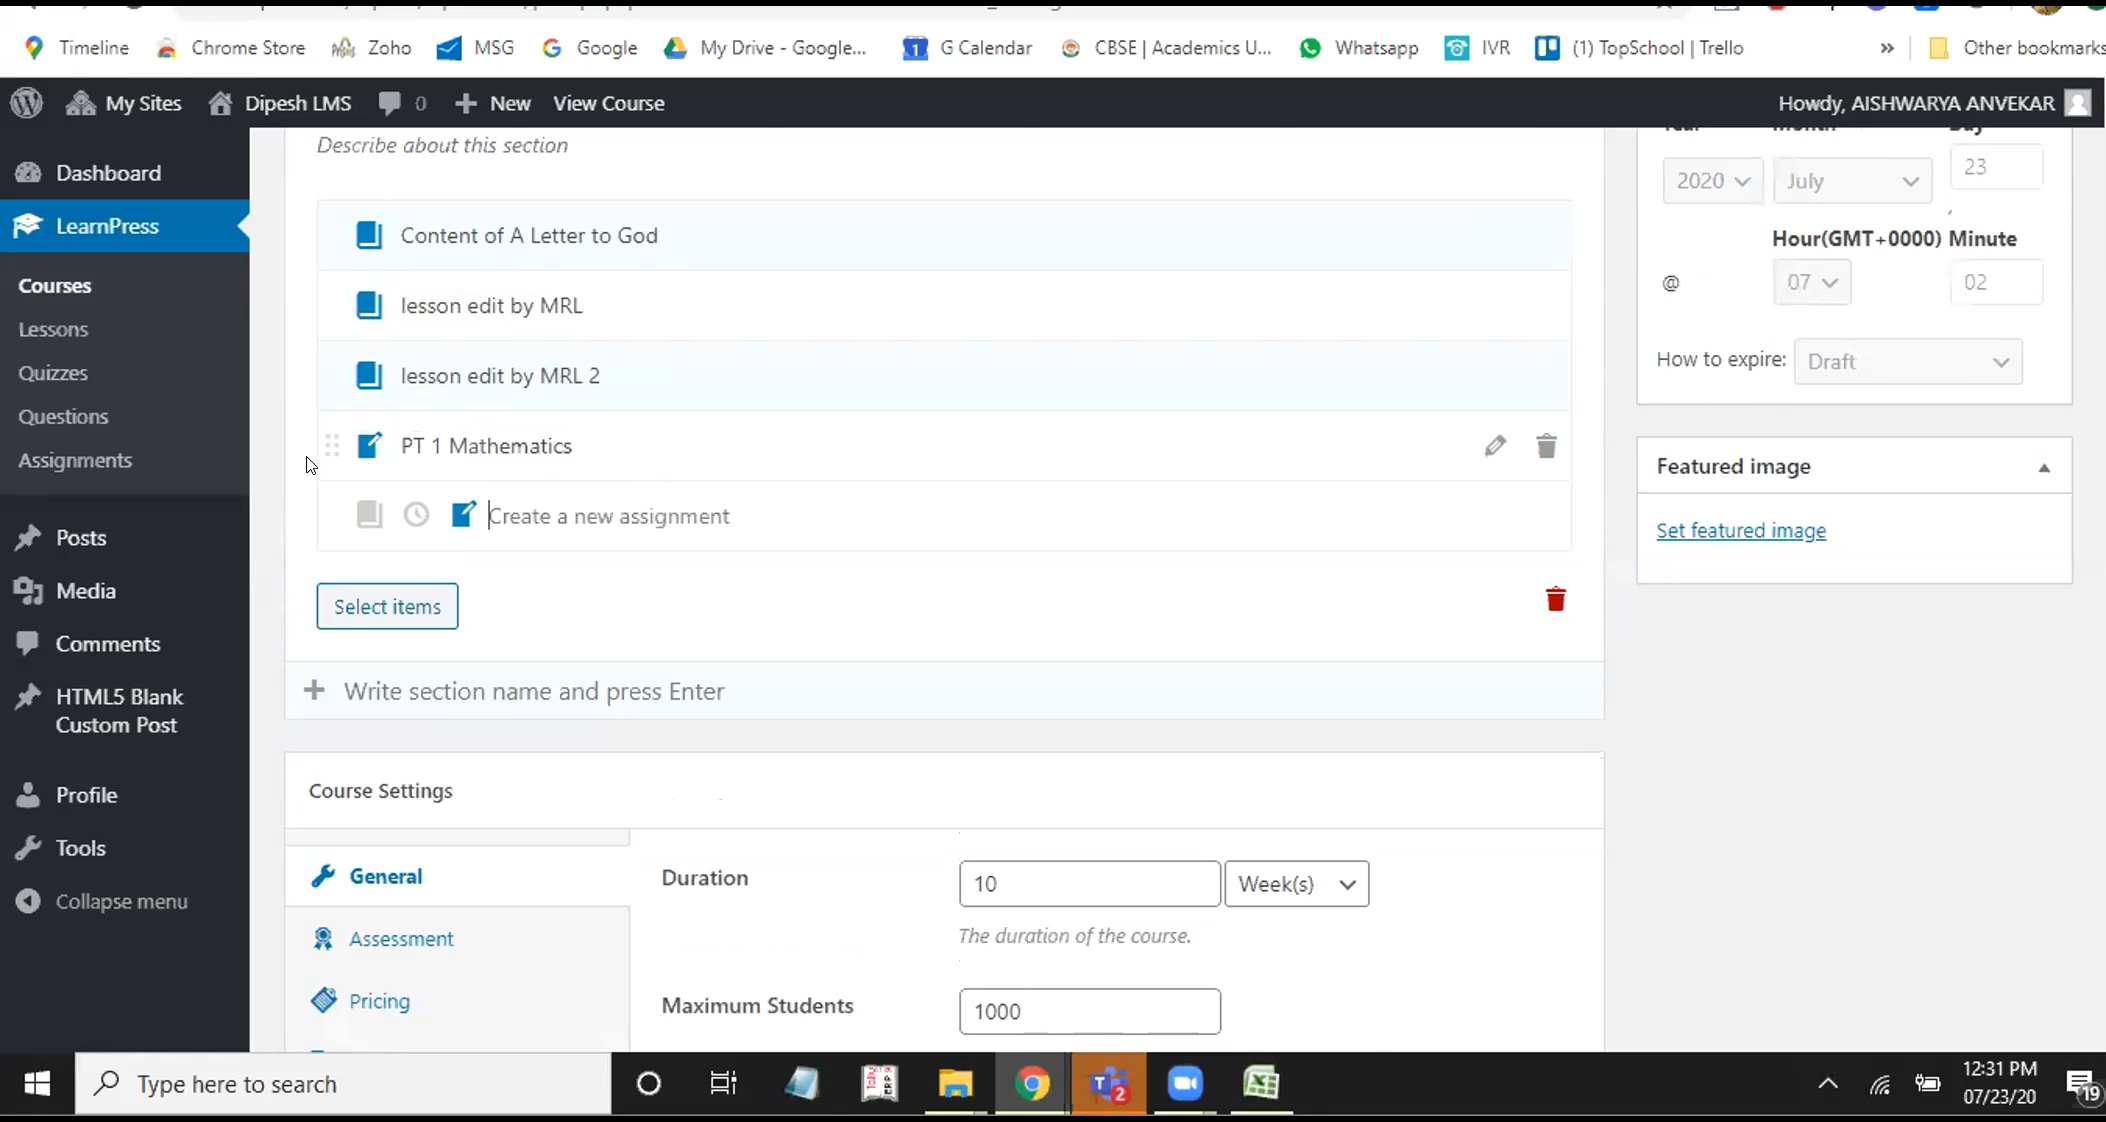 Timeline Chrome Store Zoho MSG Google My Drive - Google... 1 G Calendar CBSE | Academics U... Whatsapp IVR (1) TopSchool | Trello » Other bookmarks
My Sites Dipesh LMS 0 New View Course Howdy, AISHWARYA ANVEKAR
Dashboard
LearnPress
Courses
Lessons
Quizzes
Questions
Assignments
Posts
Media
Comments
HTML5 Blank
Custom Post
Profile
Tools
Collapse menu
Describe about this section
Content of A Letter to God
lesson edit by MRL
lesson edit by MRL 2
PT 1 Mathematics
Create a new assignment
Select items
+ Write section name and press Enter
Course Settings
General
Assessment
Pricing
Duration
10 Week(s)
The duration of the course.
Maximum Students
1000
2020 July 23
,
Hour(GMT+0000) Minute
@ 07 02
How to expire: Draft
Featured image
Set featured image
Type here to search
T 2
12:31 PM
07/23/20
19